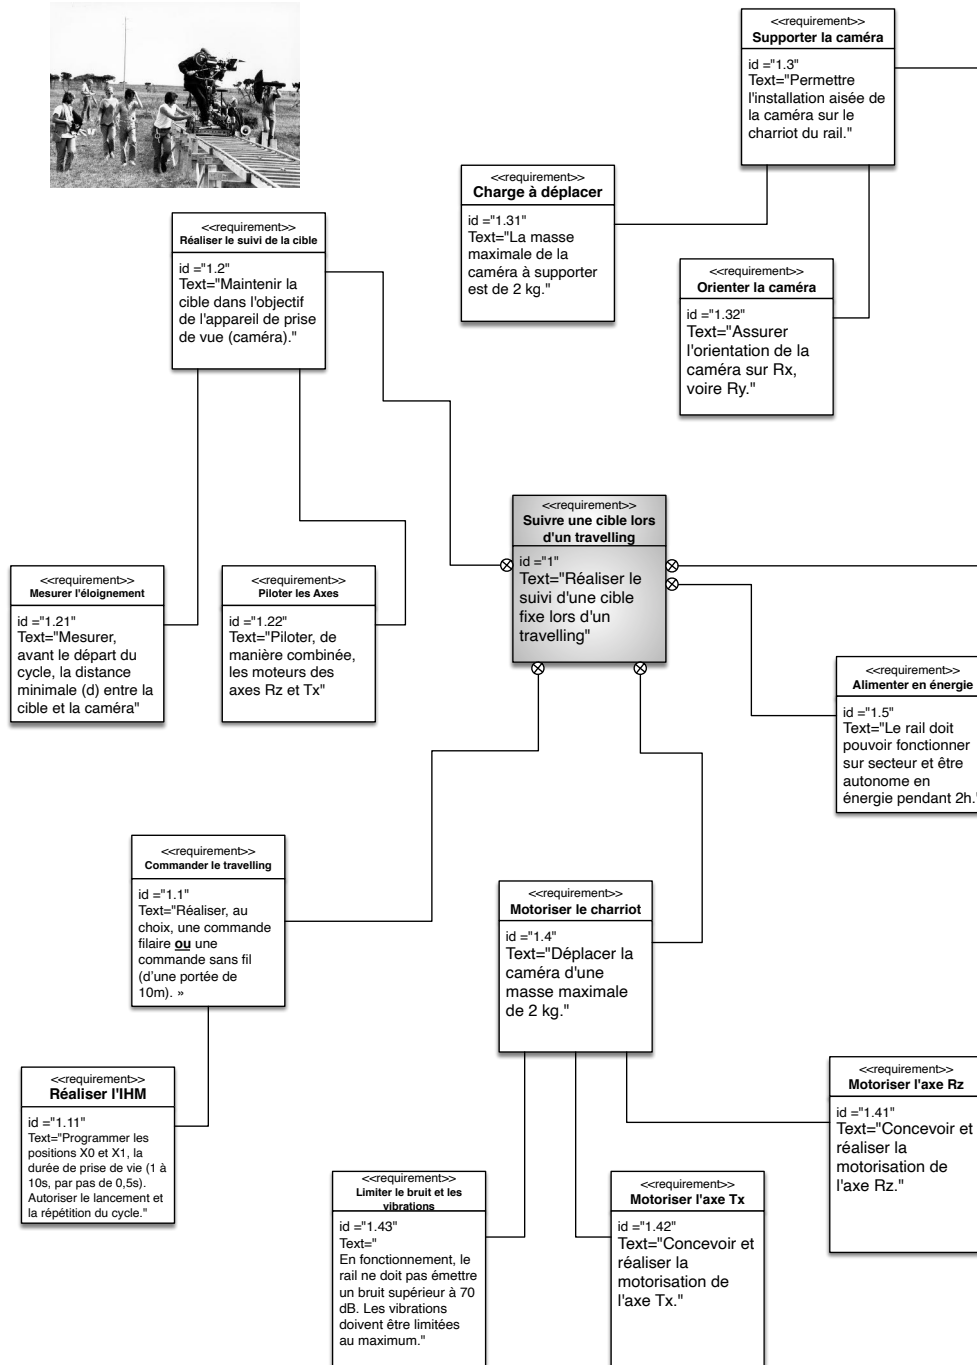 <<requirement>>
Supporter la caméra
id ="1.3"
Text="Permettre
l'installation aisée de
la caméra sur le
charriot du rail."
<<requirement>>
Charge à déplacer
id ="1.31"
Text="La masse
maximale de la
caméra à supporter
est de 2 kg."
<<requirement>>
Réaliser le suivi de la cible
id ="1.2"
Text="Maintenir la
cible dans l'objectif
de l'appareil de prise
de vue (caméra)."
<<requirement>>
Orienter la caméra
id ="1.32"
Text="Assurer
l'orientation de la
caméra sur Rx,
voire Ry."
<<requirement>>
Suivre une cible lors
d'un travelling
id ="1"
Text="Réaliser le
suivi d'une cible
fixe lors d'un
travelling"
<<requirement>>
Mesurer l'éloignement
id ="1.21"
Text="Mesurer,
avant le départ du
cycle, la distance
minimale (d) entre la
cible et la caméra"
<<requirement>>
Piloter les Axes
id ="1.22"
Text="Piloter, de
manière combinée,
les moteurs des
axes Rz et Tx"
<<requirement>>
Alimenter en énergie
id ="1.5"
Text="Le rail doit
pouvoir fonctionner
sur secteur et être
autonome en
énergie pendant 2h."
<<requirement>>
Commander le travelling
id ="1.1"
Text="Réaliser, au
choix, une commande
filaire ou une
commande sans fil
(d'une portée de
10m). »
<<requirement>>
Motoriser le charriot
id ="1.4"
Text="Déplacer la
caméra d'une
masse maximale
de 2 kg."
<<requirement>>
Réaliser l'IHM
id ="1.11"
Text="Programmer les
positions X0 et X1, la
durée de prise de vie (1 à
10s, par pas de 0,5s).
Autoriser le lancement et
la répétition du cycle."
<<requirement>>
Motoriser l'axe Rz
id ="1.41"
Text="Concevoir et
réaliser la
motorisation de
l'axe Rz."
<<requirement>>
Limiter le bruit et les
vibrations
id ="1.43"
Text="
En fonctionnement, le
rail ne doit pas émettre
un bruit supérieur à 70
dB. Les vibrations
doivent être limitées
au maximum."
<<requirement>>
Motoriser l'axe Tx
id ="1.42"
Text="Concevoir et
réaliser la
motorisation de
l'axe Tx."